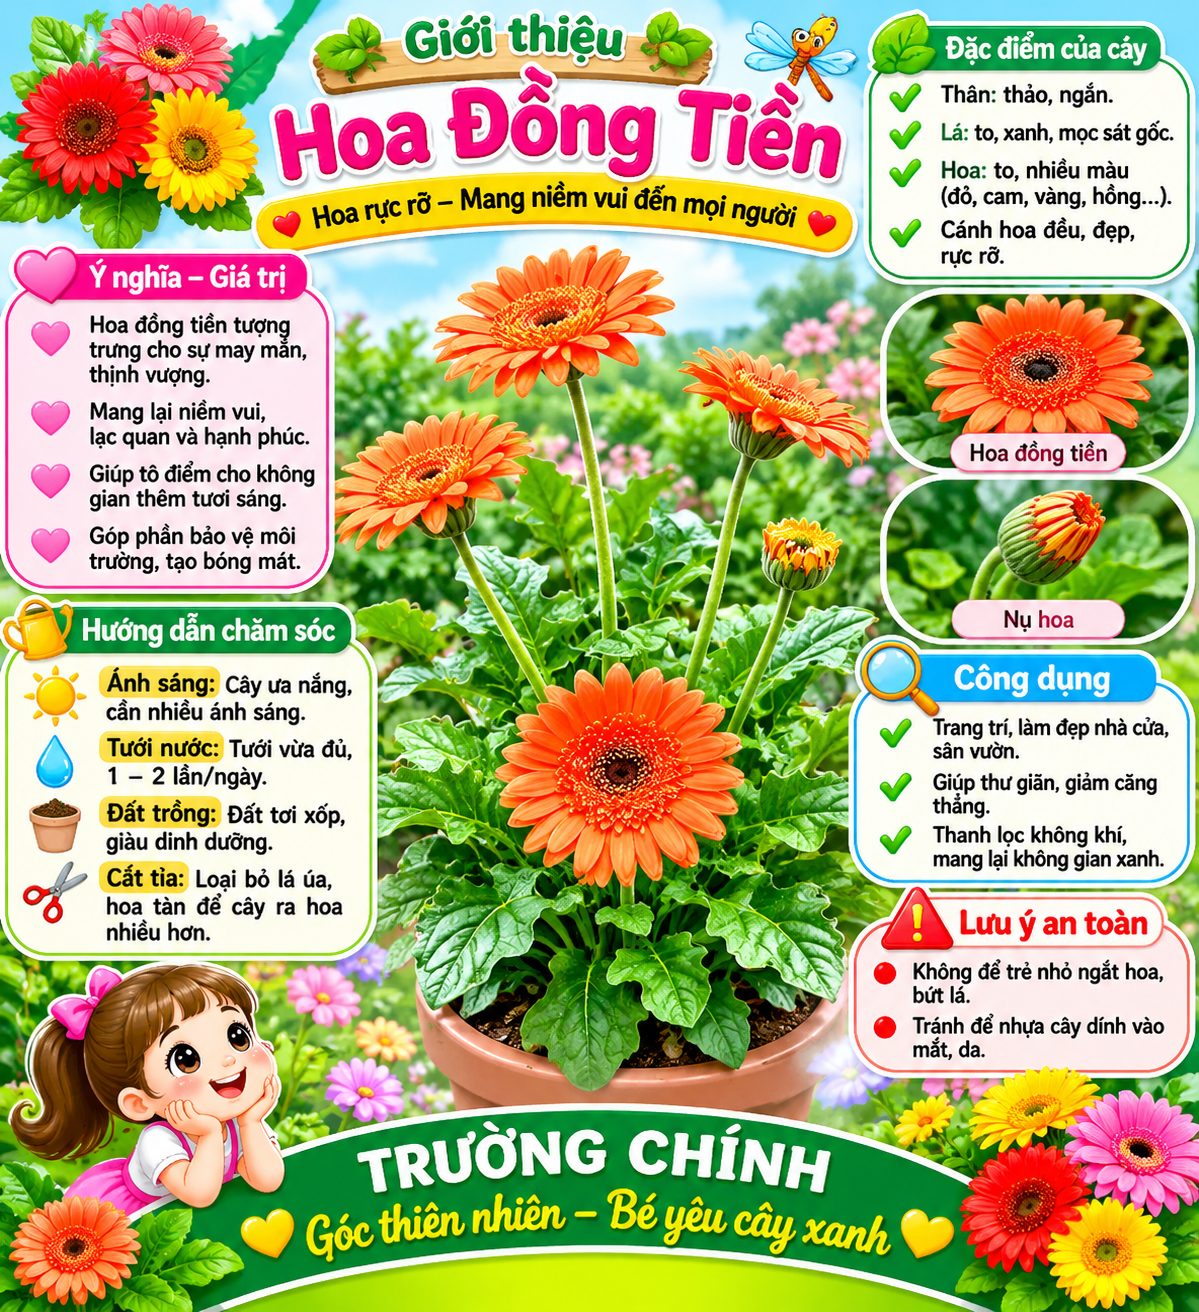 Giới thiệu
Hoa Đồng Tiền
Hoa rực rỡ – Mang niềm vui đến mọi người
Đặc điểm của cáy
Thân: thảo, ngắn.
Lá: to, xanh, mọc sát gốc.
Hoa: to, nhiều màu
(đỏ, cam, vàng, hồng...).
Cánh hoa đều, đẹp,
rực rỡ.
Hoa đồng tiền
Nụ hoa
Ý nghĩa – Giá trị
Hoa đồng tiền tượng
trưng cho sự may mắn,
thịnh vượng.
Mang lại niềm vui,
lạc quan và hạnh phúc.
Giúp tô điểm cho không
gian thêm tươi sáng.
Góp phần bảo vệ môi
trường, tạo bóng mát.
Hướng dẫn chăm sóc
Ánh sáng: Cây ưa nắng,
cần nhiều ánh sáng.
Tưới nước: Tưới vừa đủ,
1 – 2 lần/ngày.
Đất trồng: Đất tơi xốp,
giàu dinh dưỡng.
Cắt tỉa: Loại bỏ lá úa,
hoa tàn để cây ra hoa
nhiều hơn.
Công dụng
Trang trí, làm đẹp nhà cửa,
sân vườn.
Giúp thư giãn, giảm căng
thẳng.
Thanh lọc không khí,
mang lại không gian xanh.
Lưu ý an toàn
Không để trẻ nhỏ ngắt hoa,
bứt lá.
Tránh để nhựa cây dính vào
mắt, da.
TRƯỜNG CHÍNH
Góc thiên nhiên – Bé yêu cây xanh